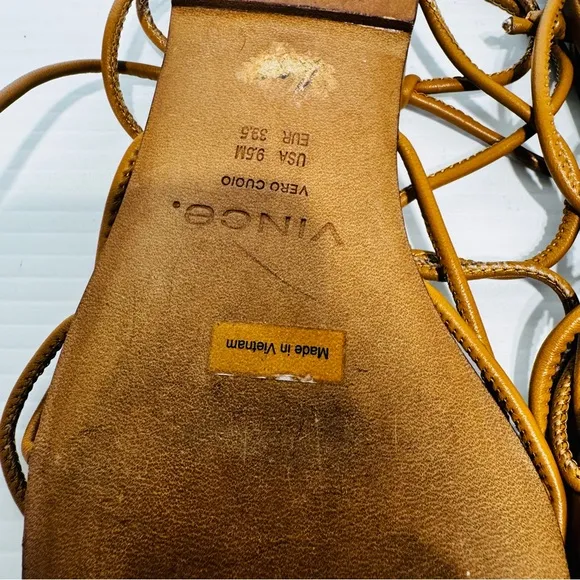 VINCE.
VERO CUOIO
USA 9.5M
EUR 39.5
Made in Vietnam